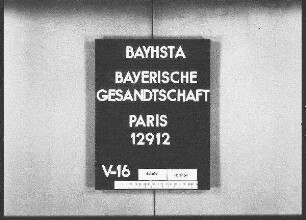 BAYHSTA
BAYERISCHE
GESANDTSCHAFT
PARIS
12912
V-16